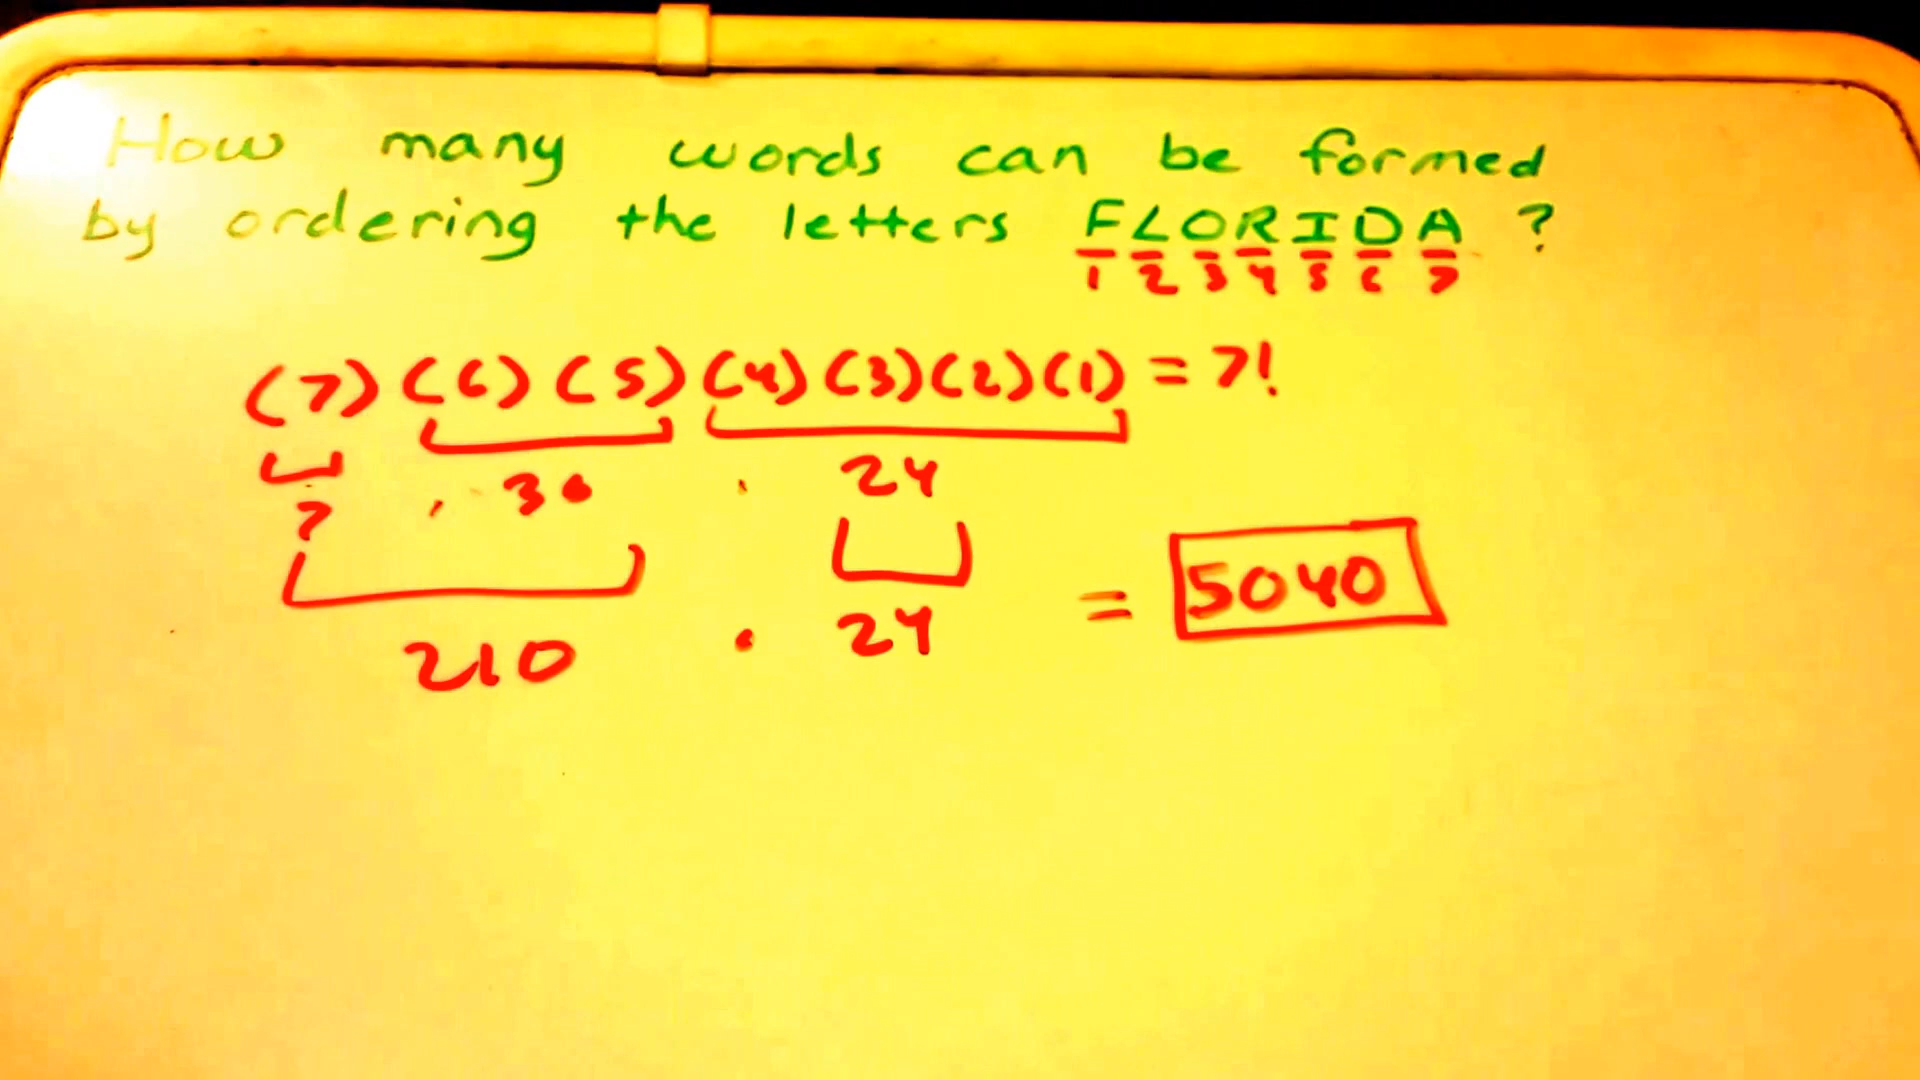 How many words can be formed
by ordering the letters FLORIDA ?
1 2 3 4 5 6 7
(7)(6)(5)(4)(3)(2)(1) = 7!
7 . 30 . 24
210 . 24 = 5040